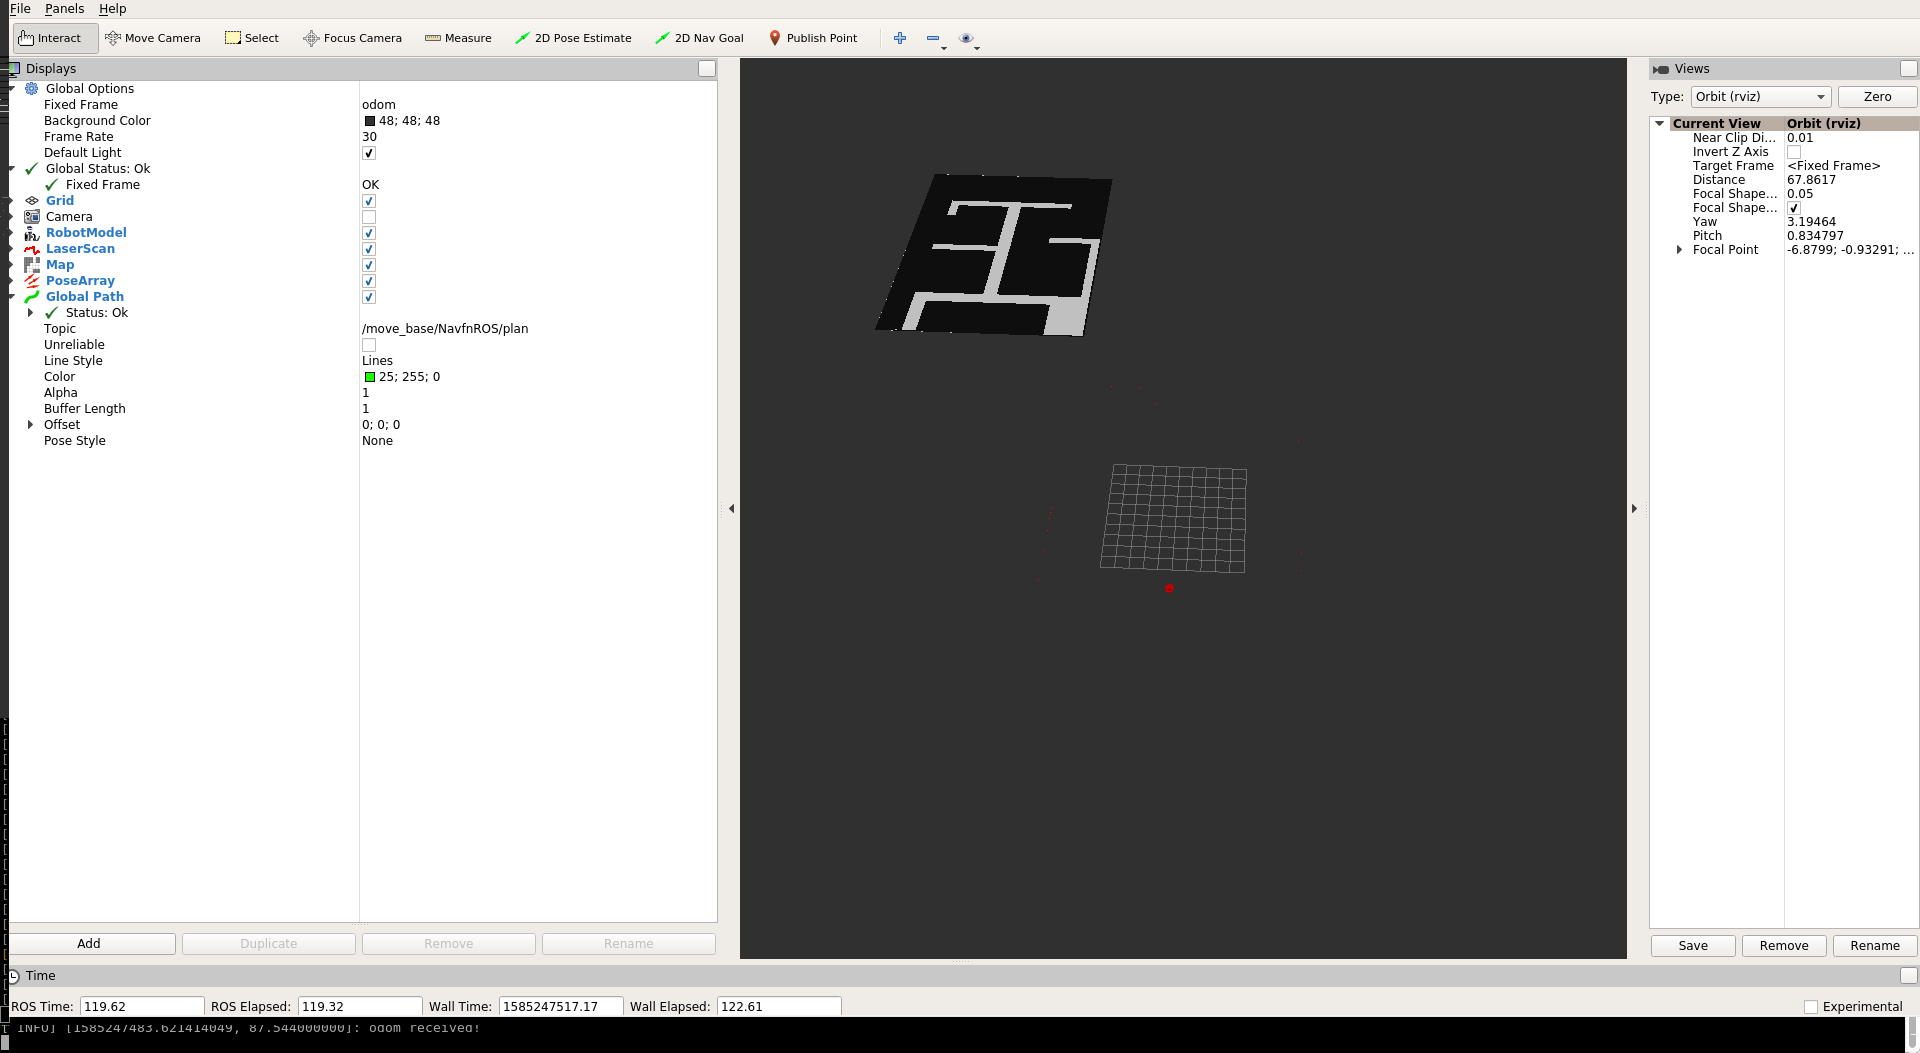 File Panels Help
Interact Move Camera Select Focus Camera Measure 2D Pose Estimate 2D Nav Goal Publish Point
Displays
Global Options
Fixed Frame odom
Background Color 48; 48; 48
Frame Rate 30
Default Light
Global Status: Ok
Fixed Frame OK
Grid
Camera
RobotModel
LaserScan
Map
PoseArray
Global Path
Status: Ok
Topic /move_base/NavfnROS/plan
Unreliable
Line Style Lines
Color 25; 255; 0
Alpha 1
Buffer Length 1
Offset 0; 0; 0
Pose Style None
Add Duplicate Remove Rename
Views
Type: Orbit (rviz) Zero
Current View Orbit (rviz)
Near Clip Di... 0.01
Invert Z Axis
Target Frame <Fixed Frame>
Distance 67.8617
Focal Shape... 0.05
Focal Shape...
Yaw 3.19464
Pitch 0.834797
Focal Point -6.8799; -0.93291; ...
Save Remove Rename
Time
ROS Time: 119.62 ROS Elapsed: 119.32 Wall Time: 1585247517.17 Wall Elapsed: 122.61 Experimental
[ INFO] [1585247483.621414049, 87.544000000]: odom received!